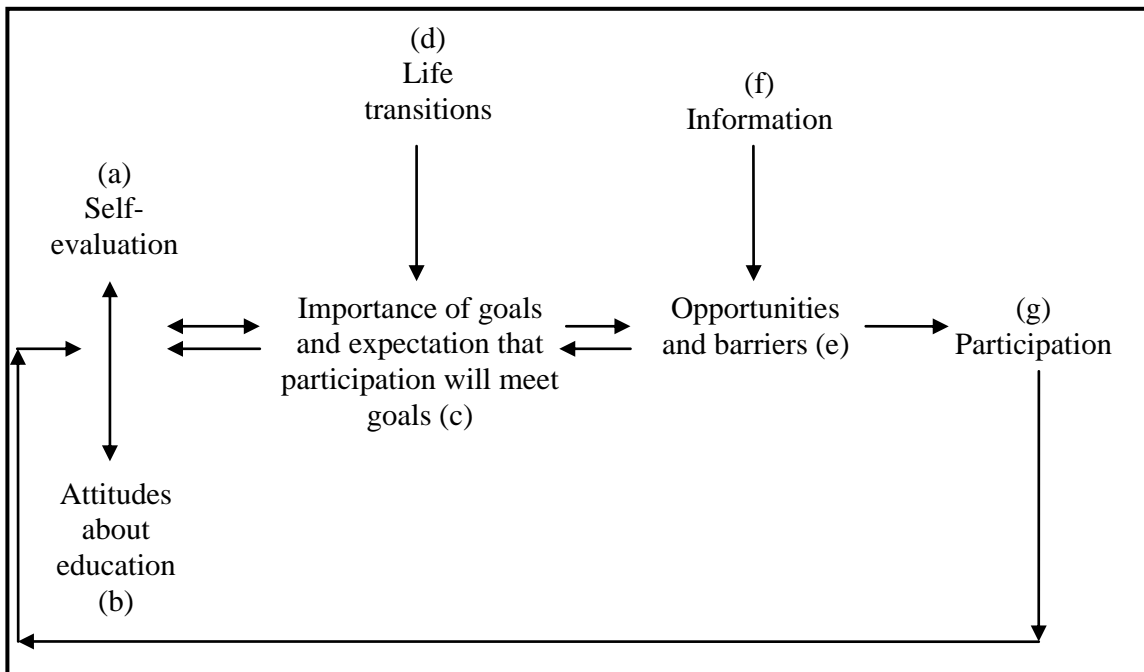 (d)
Life
transitions
(f)
Information
(a)
Self-
evaluation
Importance of goals
and expectation that
participation will meet
goals (c)
Opportunities
and barriers (e)
(g)
Participation
Attitudes
about
education
(b)